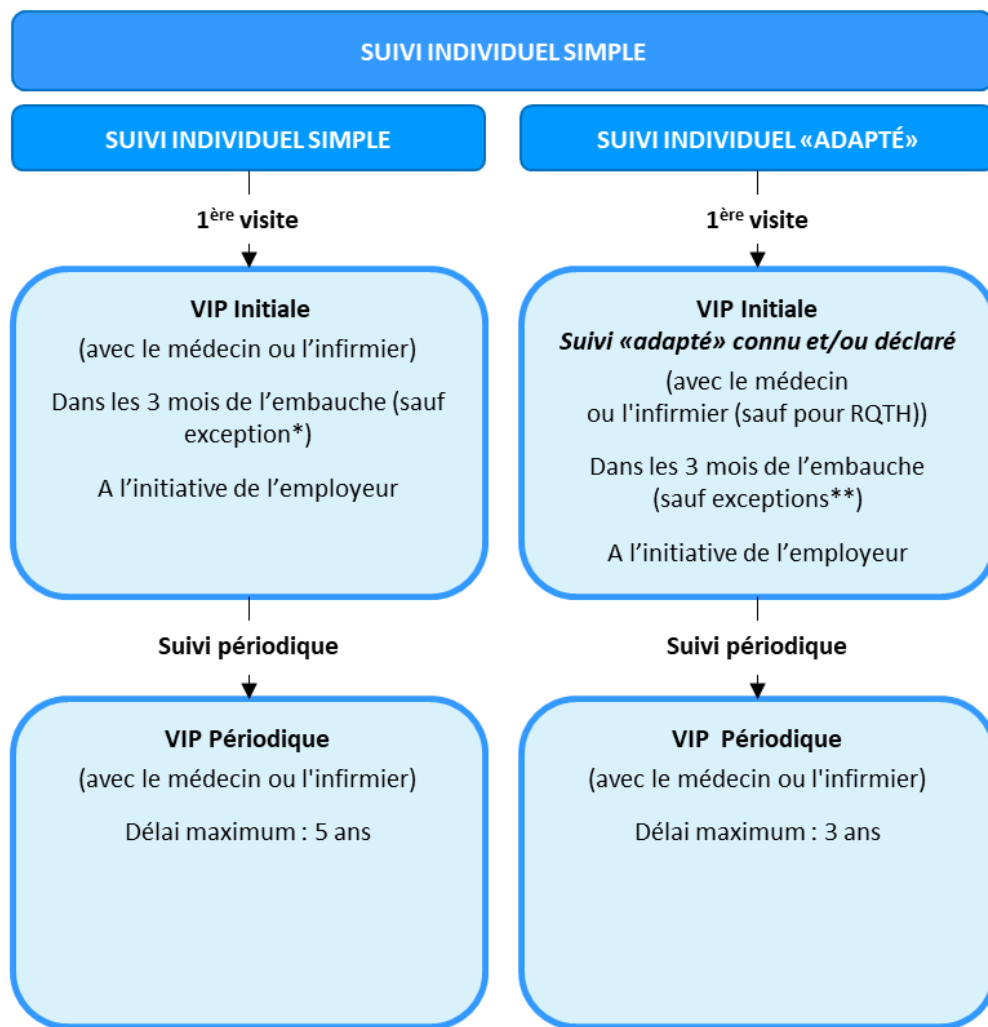 SUIVI INDIVIDUEL SIMPLE
SUIVI INDIVIDUEL SIMPLE
1ère visite
VIP Initiale
(avec le médecin ou l’infirmier)
Dans les 3 mois de l’embauche (sauf
exception*)
A l’initiative de l’employeur
Suivi périodique
VIP Périodique
(avec le médecin ou l'infirmier)
Délai maximum : 5 ans
SUIVI INDIVIDUEL «ADAPTÉ»
1ère visite
VIP Initiale
Suivi «adapté» connu et/ou déclaré
(avec le médecin
ou l'infirmier (sauf pour RQTH))
Dans les 3 mois de l’embauche
(sauf exceptions**)
A l’initiative de l’employeur
Suivi périodique
VIP  Périodique
(avec le médecin ou l'infirmier)
Délai maximum : 3 ans